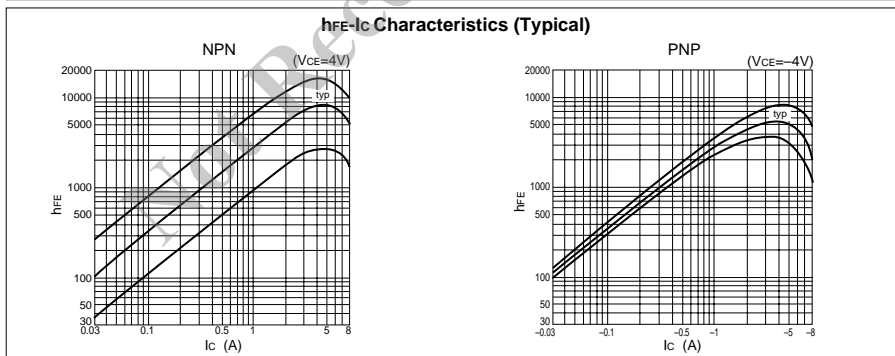 hFE-IC Characteristics (Typical)
NPN
(VCE=4V)
20000
10000
5000
1000
500
100
50
30
hFE
typ
0.03
0.1
0.5
1
5
8
IC (A)
PNP
(VCE=–4V)
20000
10000
5000
1000
500
100
50
30
hFE
typ
–0.03
–0.1
–0.5
–1
–5
–8
IC (A)
Not Rec